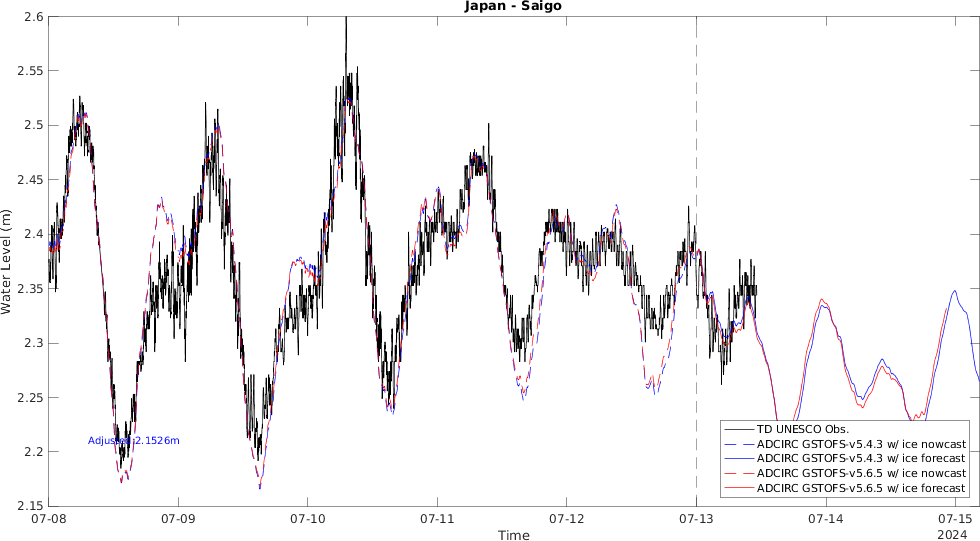 Japan - Saigo
2.6
2.55
2.5
2.45
2.4
2.35
2.3
2.25
2.2
2.15
Water Level (m)
Adjusted 2.1526m
TD UNESCO Obs.
ADCIRC GSTOFS-v5.4.3 w/ ice nowcast
ADCIRC GSTOFS-v5.4.3 w/ ice forecast
ADCIRC GSTOFS-v5.6.5 w/ ice nowcast
ADCIRC GSTOFS-v5.6.5 w/ ice forecast
07-08 07-09 07-10 07-11 07-12 07-13 07-14 07-15
Time
2024